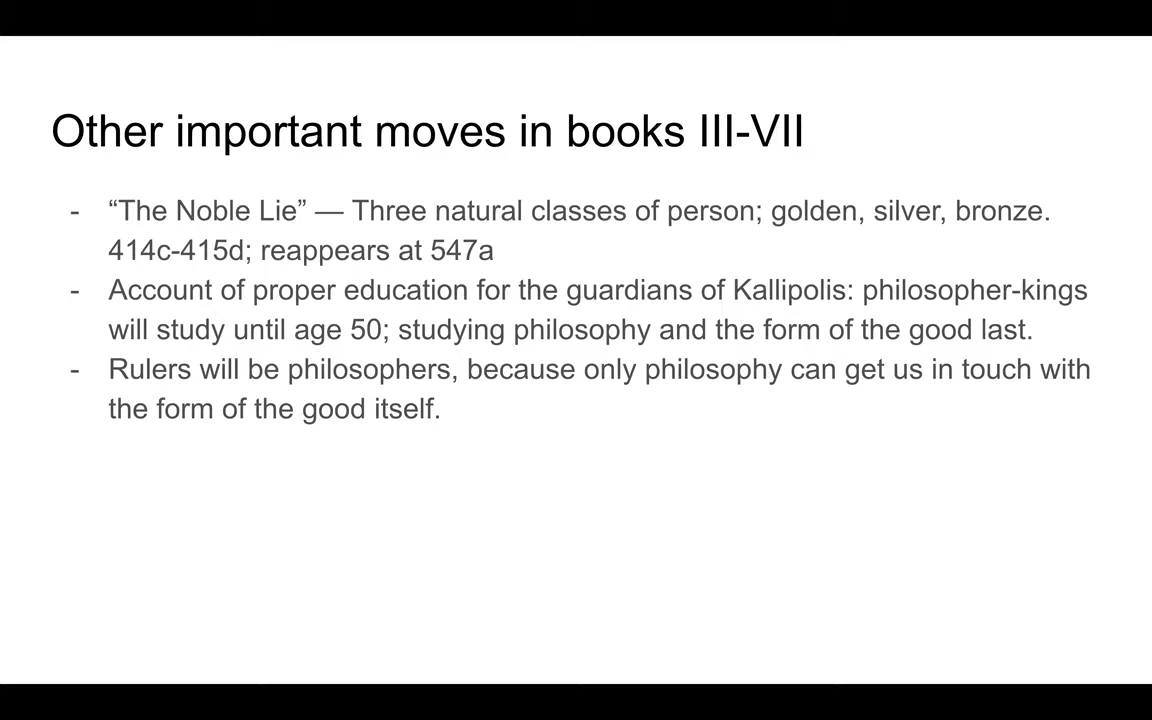 Other important moves in books III-VII
- “The Noble Lie” — Three natural classes of person; golden, silver, bronze.
414c-415d; reappears at 547a
- Account of proper education for the guardians of Kallipolis: philosopher-kings
will study until age 50; studying philosophy and the form of the good last.
- Rulers will be philosophers, because only philosophy can get us in touch with
the form of the good itself.